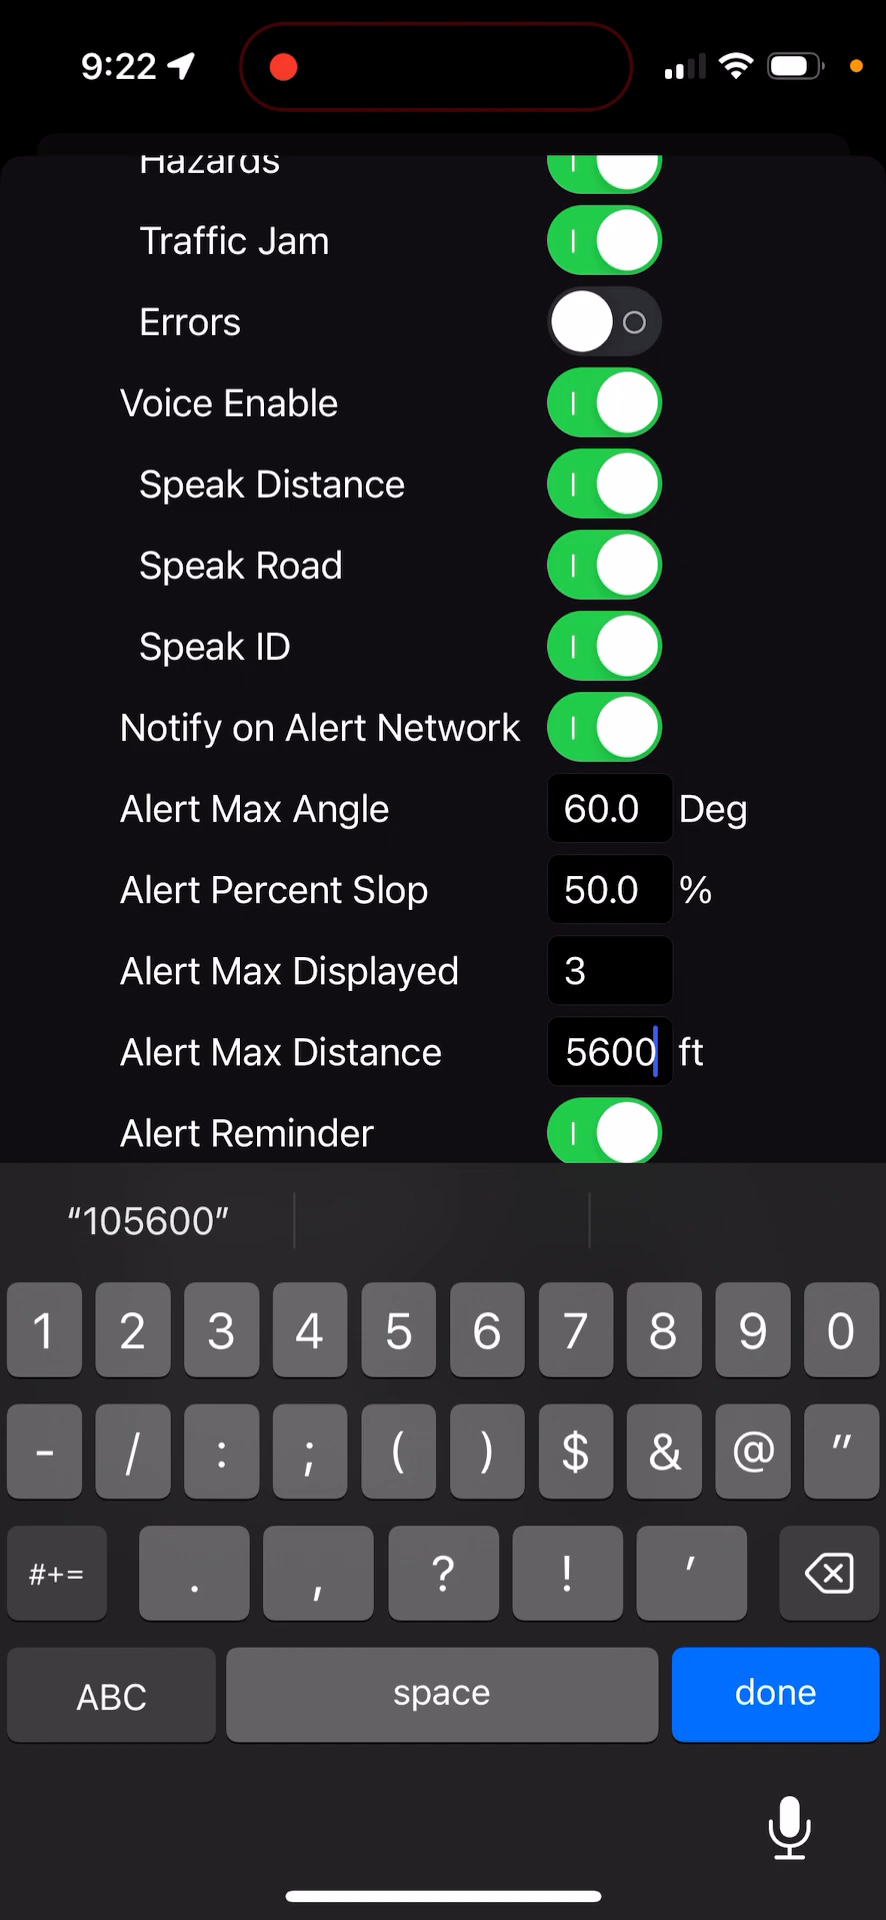 9:22
Hazards
Traffic Jam
Errors
Voice Enable
Speak Distance
Speak Road
Speak ID
Notify on Alert Network
Alert Max Angle 60.0 Deg
Alert Percent Slop 50.0 %
Alert Max Displayed 3
Alert Max Distance 5600 ft
Alert Reminder
“105600”
1 2 3 4 5 6 7 8 9 0
- / : ; ( ) $ & @ "
#+= . , ? ! '
ABC space done